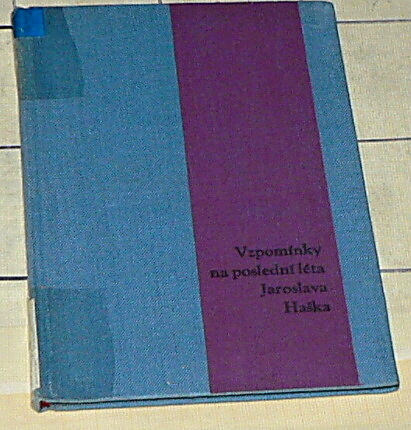 Vzpomínky
na poslední léta
Jaroslava
Haška